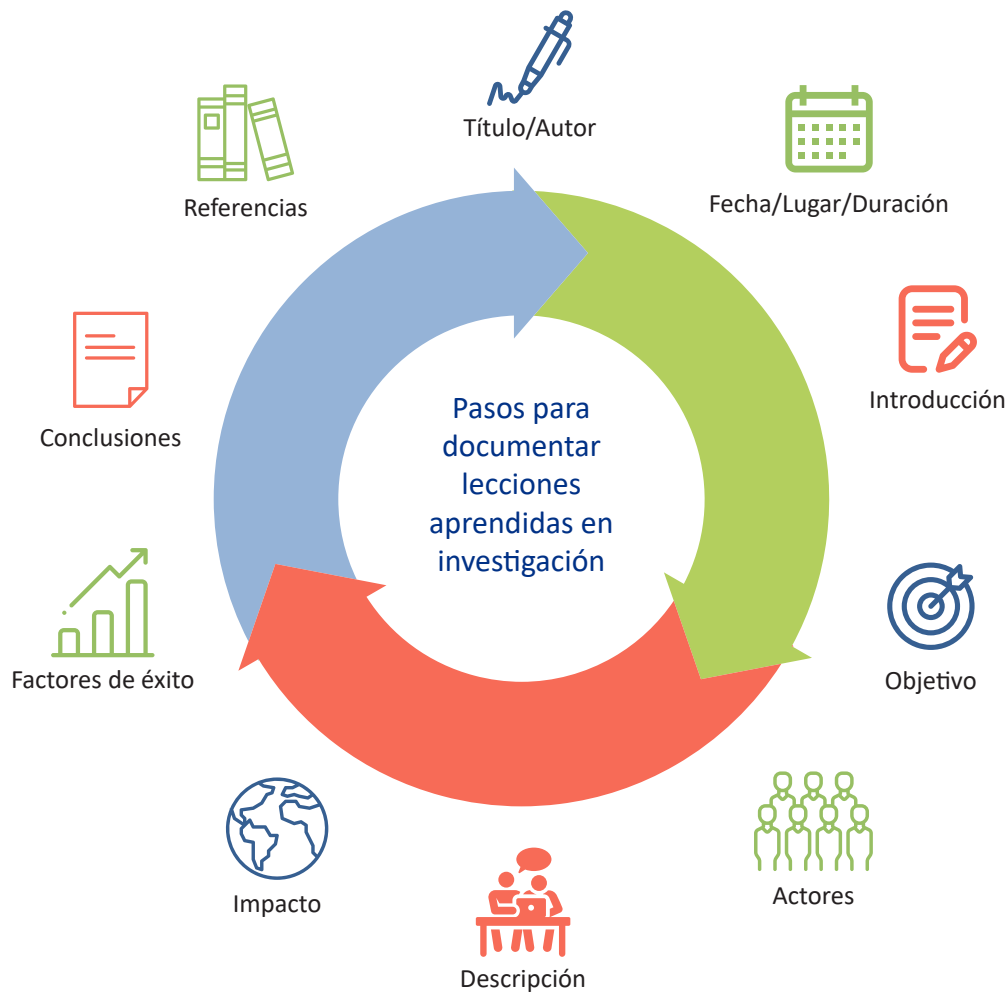 Título/Autor
Fecha/Lugar/Duración
Introducción
Objetivo
Actores
Descripción
Impacto
Factores de éxito
Conclusiones
Referencias
Pasos para
documentar
lecciones
aprendidas en
investigación